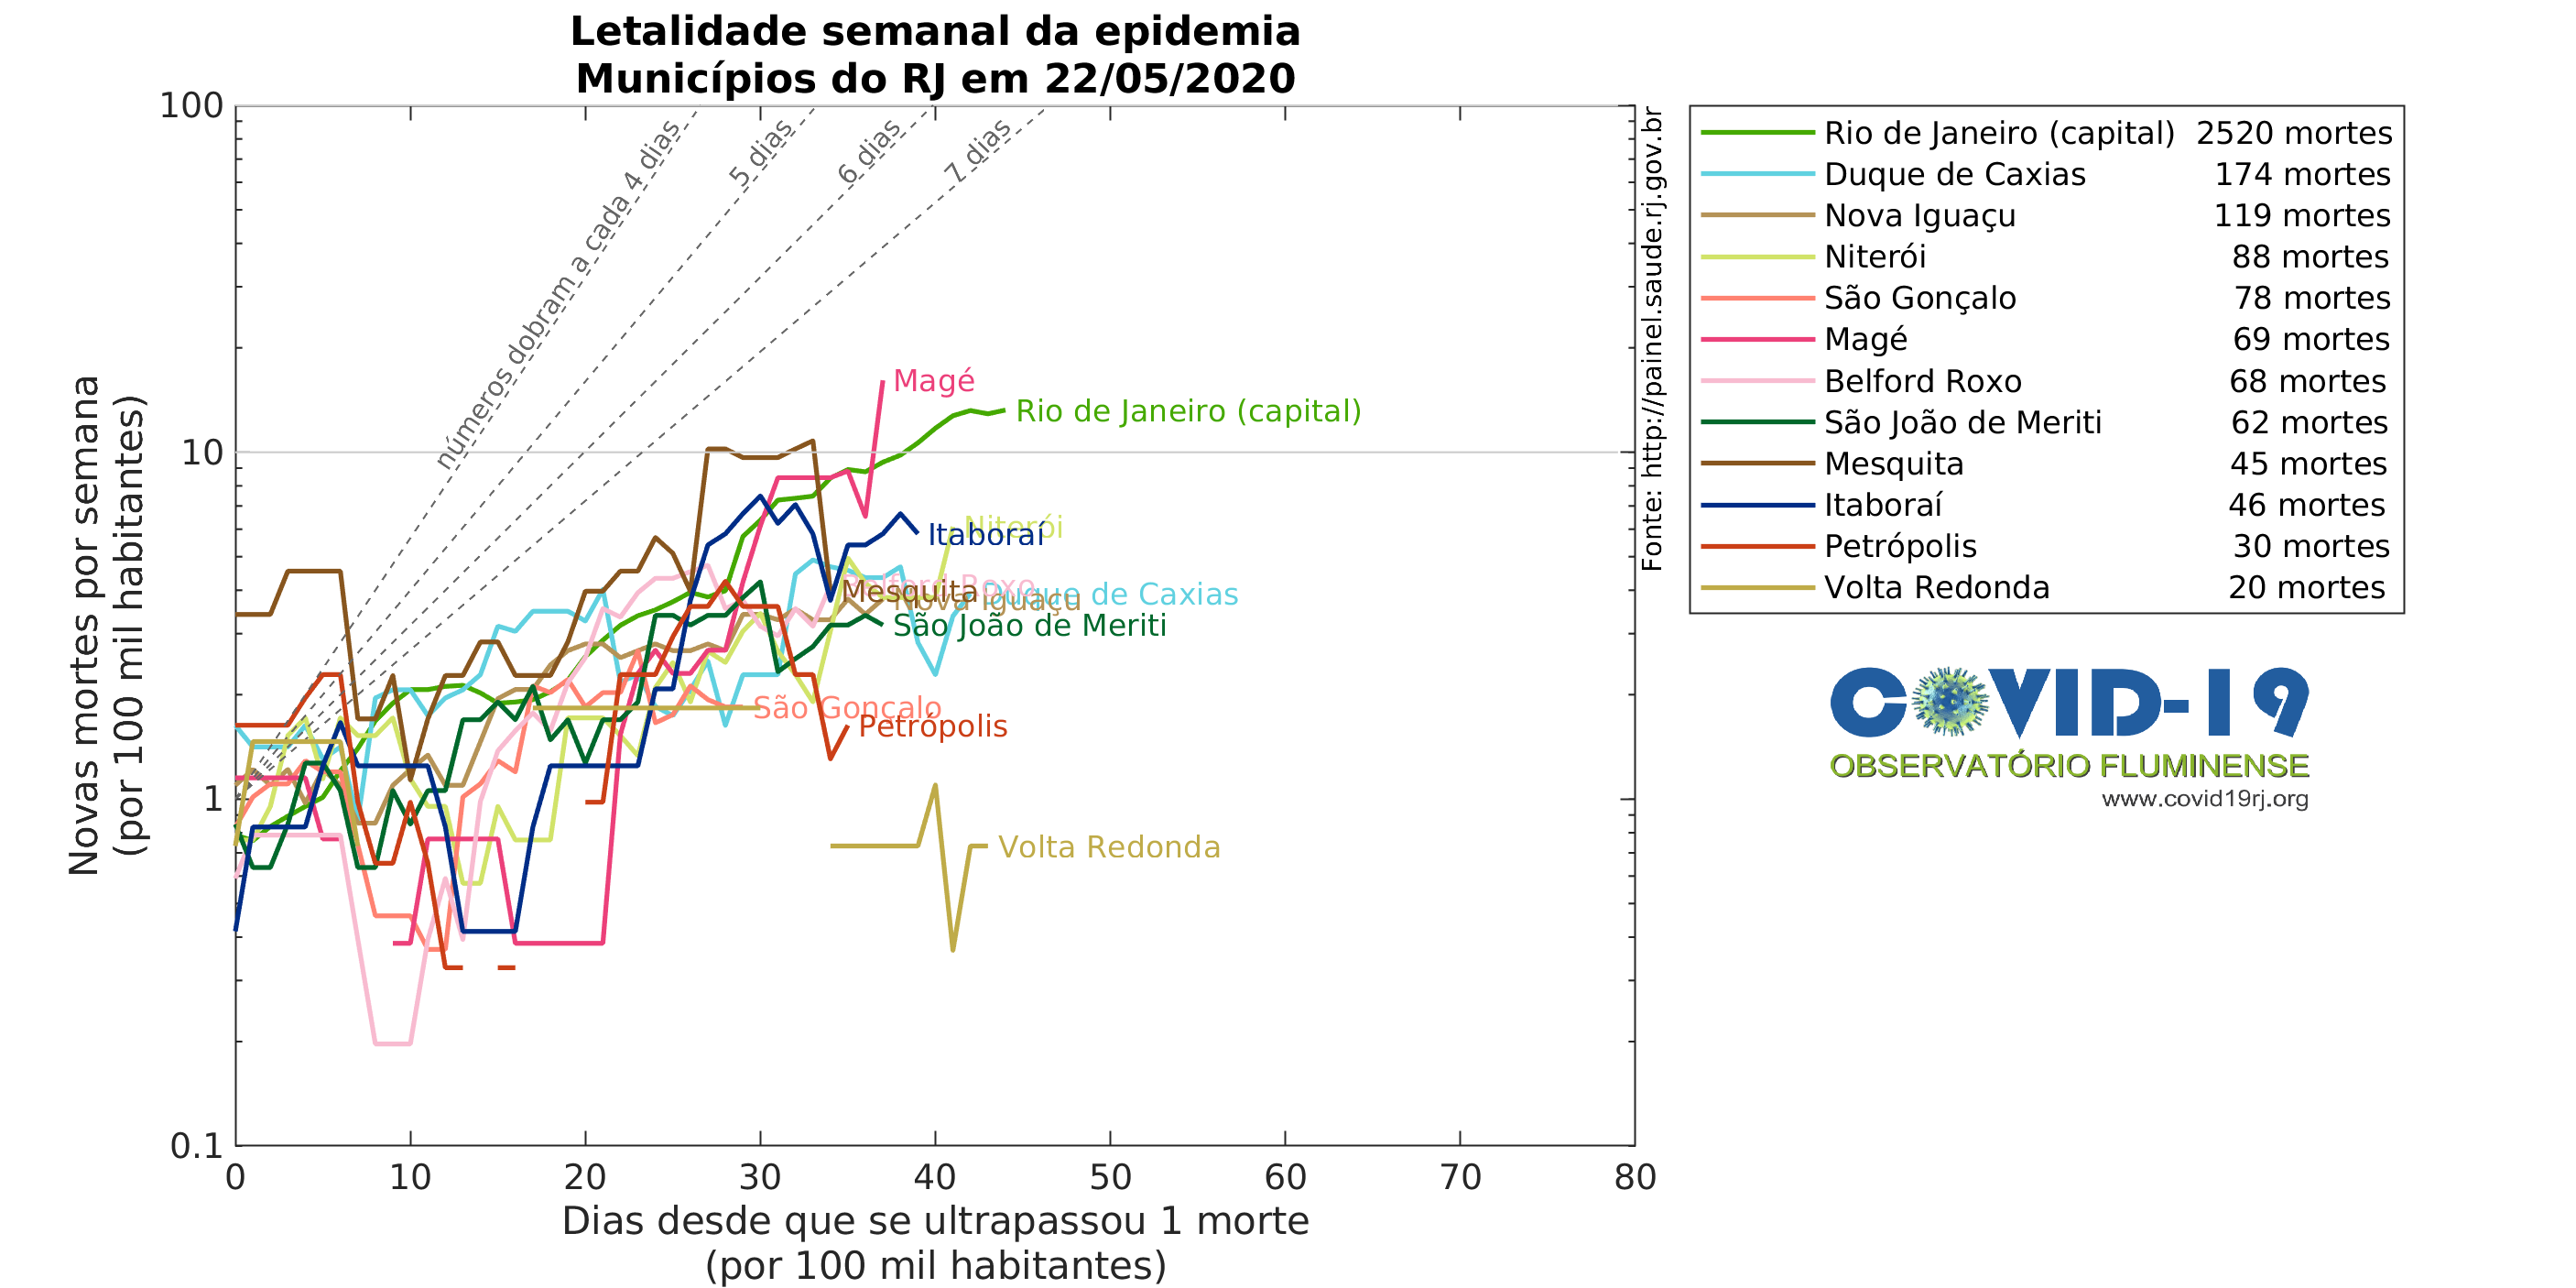 Letalidade semanal da epidemia
Municípios do RJ em 22/05/2020
Novas mortes por semana
(por 100 mil habitantes)
100
10
1
0.1
números dobram a cada 4 dias
5 dias
6 dias
7 dias
Magé
Rio de Janeiro (capital)
Niterói
Itaboraí
Belford Roxo
Mesquita
Duque de Caxias
Nova Iguaçu
São João de Meriti
São Gonçalo
Petrópolis
Volta Redonda
0 10 20 30 40 50 60 70 80
Dias desde que se ultrapassou 1 morte
(por 100 mil habitantes)
Fonte: http://painel.saude.rj.gov.br
Rio de Janeiro (capital) 2520 mortes
Duque de Caxias 174 mortes
Nova Iguaçu 119 mortes
Niterói 88 mortes
São Gonçalo 78 mortes
Magé 69 mortes
Belford Roxo 68 mortes
São João de Meriti 62 mortes
Mesquita 45 mortes
Itaboraí 46 mortes
Petrópolis 30 mortes
Volta Redonda 20 mortes
COVID-19
OBSERVATÓRIO FLUMINENSE
www.covid19rj.org